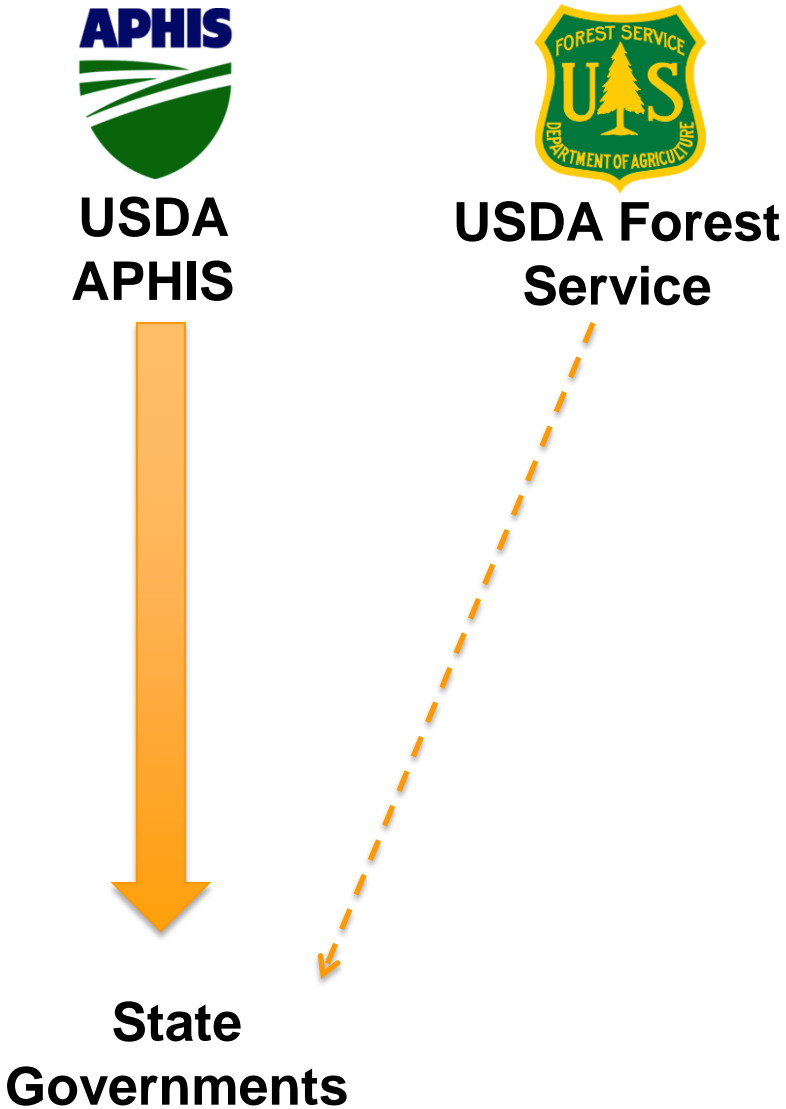 APHIS
USDA
APHIS
FOREST SERVICE
U S
DEPARTMENT OF AGRICULTURE
USDA Forest
Service
State
Governments